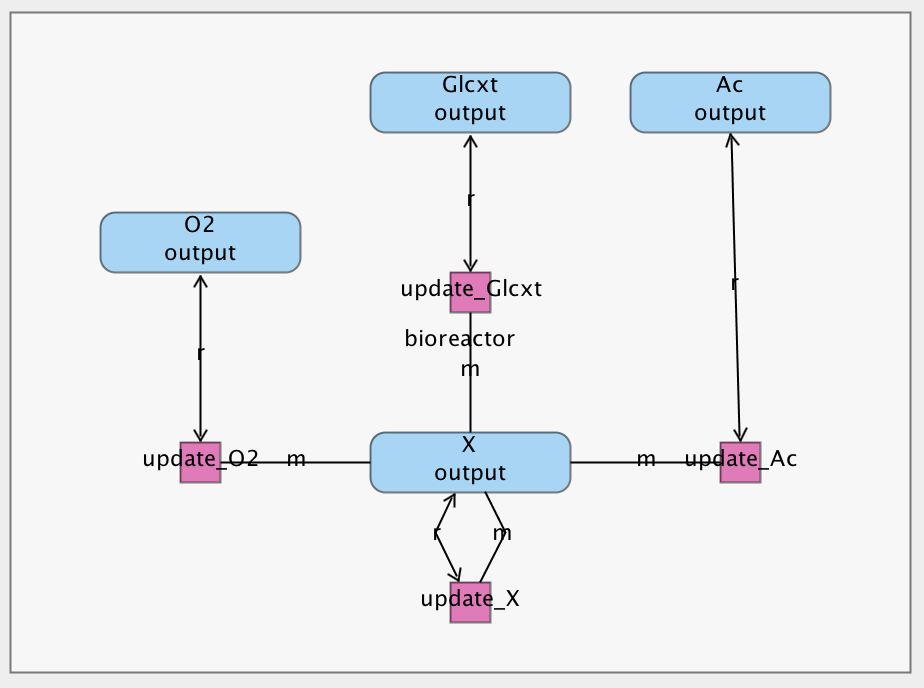 Glcxt
output
Ac
output
r
O2
output
r
r
update_Glcxt
bioreactor
m
X
output
update_O2
m
m
update_Ac
r
m
update_X